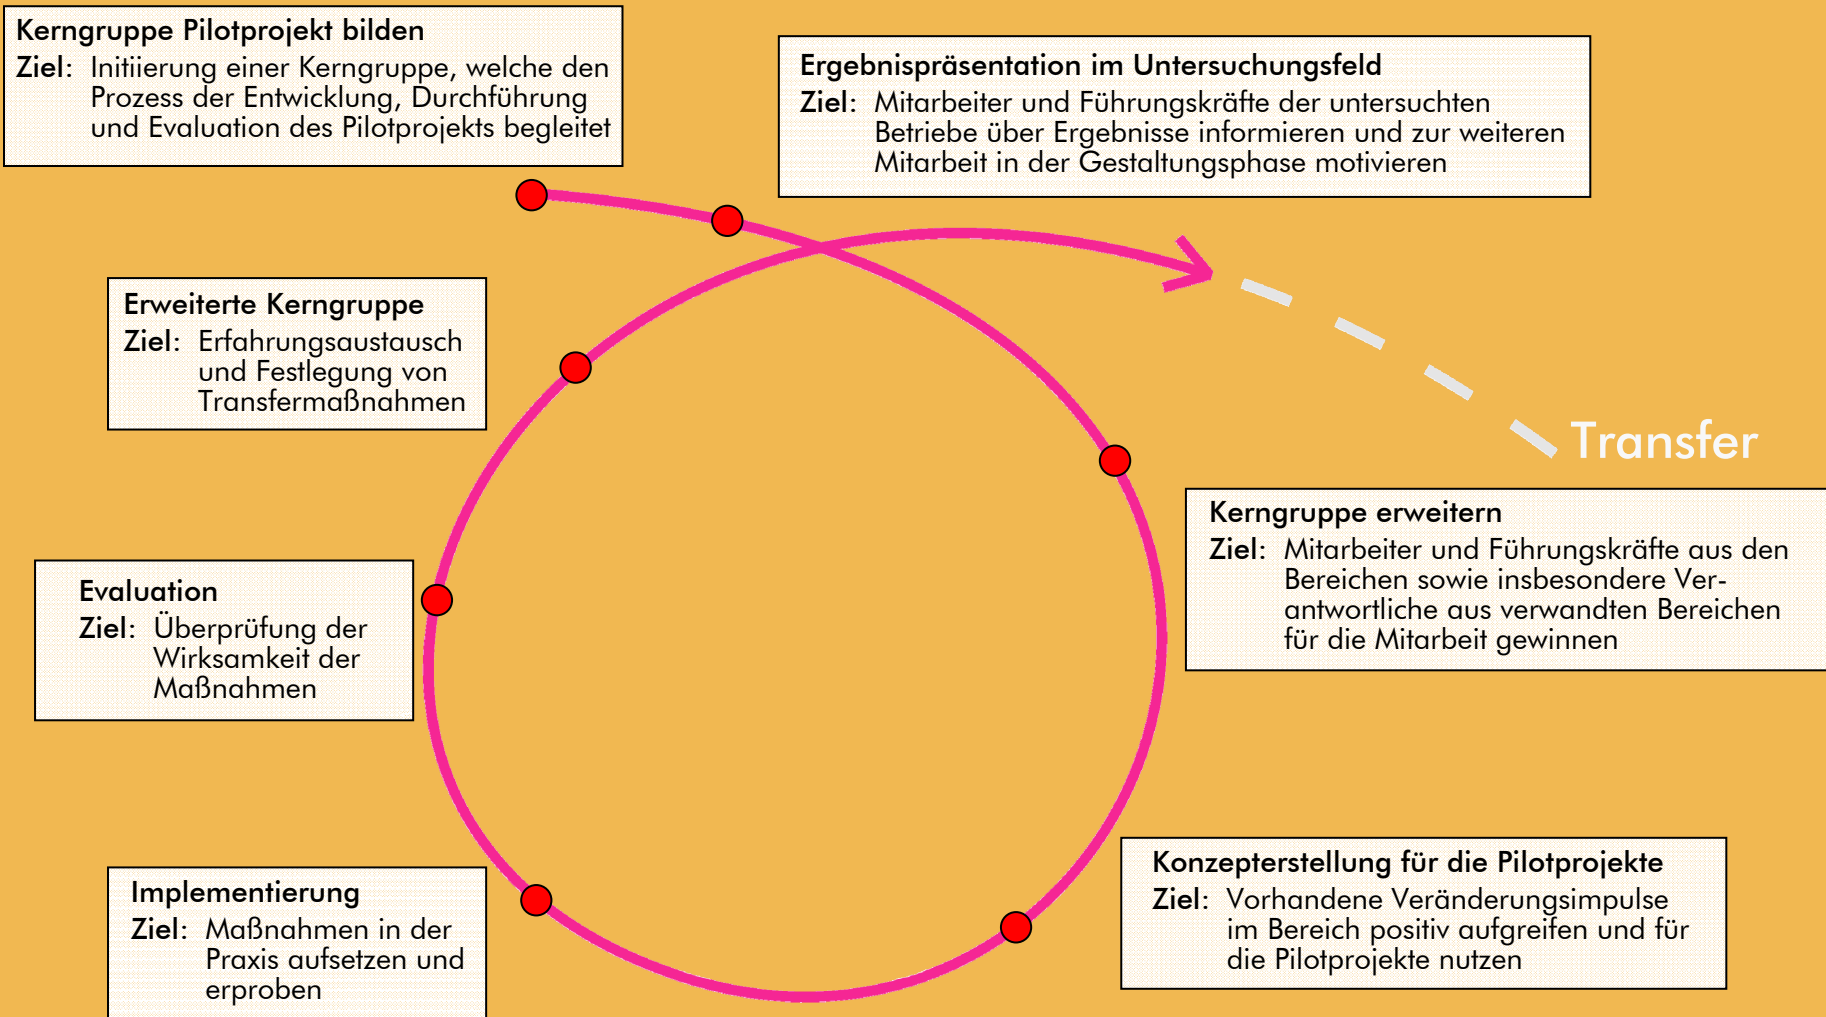 Kerngruppe Pilotprojekt bilden
Ziel: Initiierung einer Kerngruppe, welche den
Prozess der Entwicklung, Durchführung
und Evaluation des Pilotprojekts begleitet
Ergebnispräsentation im Untersuchungsfeld
Ziel: Mitarbeiter und Führungskräfte der untersuchten
Betriebe über Ergebnisse informieren und zur weiteren
Mitarbeit in der Gestaltungsphase motivieren
Erweiterte Kerngruppe
Ziel: Erfahrungsaustausch
und Festlegung von
Transfermaßnahmen
Transfer
Kerngruppe erweitern
Ziel: Mitarbeiter und Führungskräfte aus den
Bereichen sowie insbesondere Ver-
antwortliche aus verwandten Bereichen
für die Mitarbeit gewinnen
Evaluation
Ziel: Überprüfung der
Wirksamkeit der
Maßnahmen
Konzepterstellung für die Pilotprojekte
Ziel: Vorhandene Veränderungsimpulse
im Bereich positiv aufgreifen und für
die Pilotprojekte nutzen
Implementierung
Ziel: Maßnahmen in der
Praxis aufsetzen und
erproben